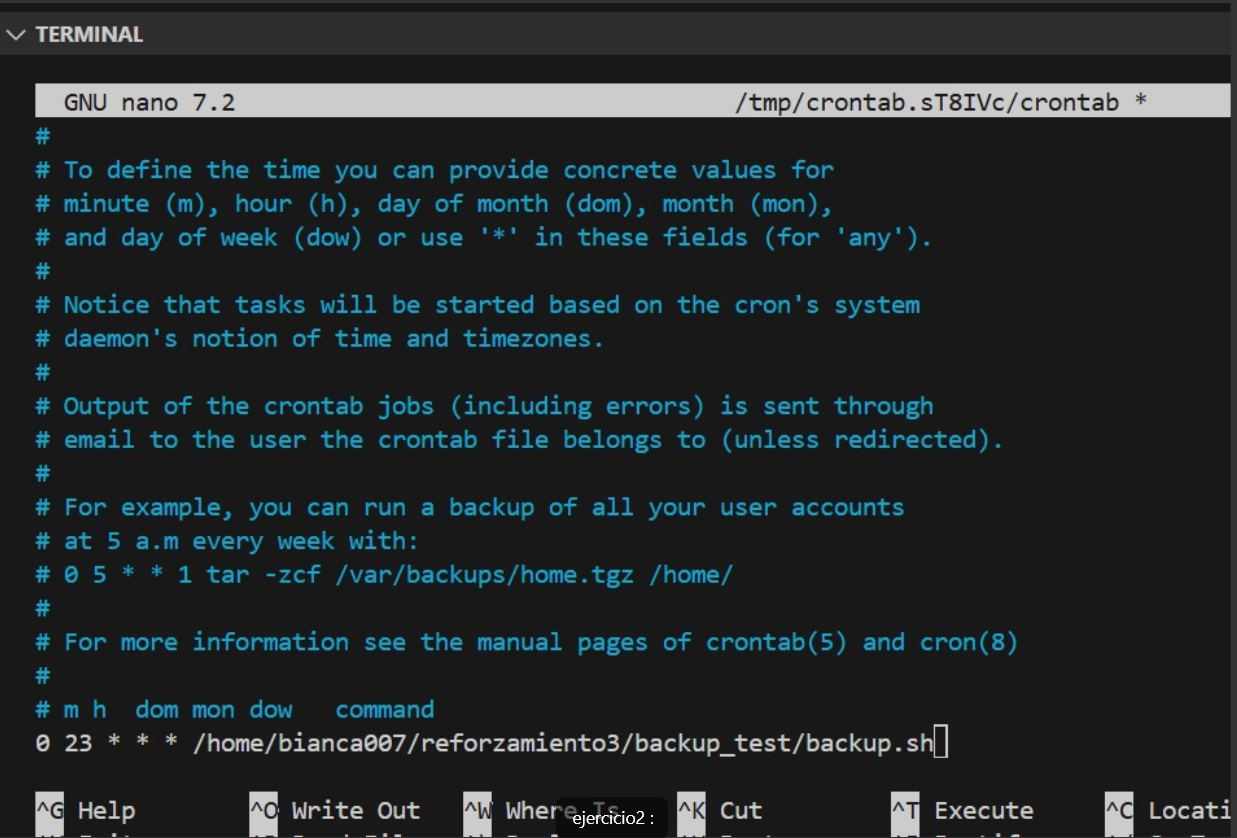 TERMINAL
GNU nano 7.2 /tmp/crontab.sT8IVc/crontab *
#
# To define the time you can provide concrete values for
# minute (m), hour (h), day of month (dom), month (mon),
# and day of week (dow) or use '*' in these fields (for 'any').
#
# Notice that tasks will be started based on the cron's system
# daemon's notion of time and timezones.
#
# Output of the crontab jobs (including errors) is sent through
# email to the user the crontab file belongs to (unless redirected).
#
# For example, you can run a backup of all your user accounts
# at 5 a.m every week with:
# 0 5 * * 1 tar -zcf /var/backups/home.tgz /home/
#
# For more information see the manual pages of crontab(5) and cron(8)
#
# m h  dom mon dow   command
0 23 * * * /home/bianca007/reforzamiento3/backup_test/backup.sh
^G Help ^O Write Out ^W Where Is ^K Cut ^T Execute ^C Locati
ejercicio2 :